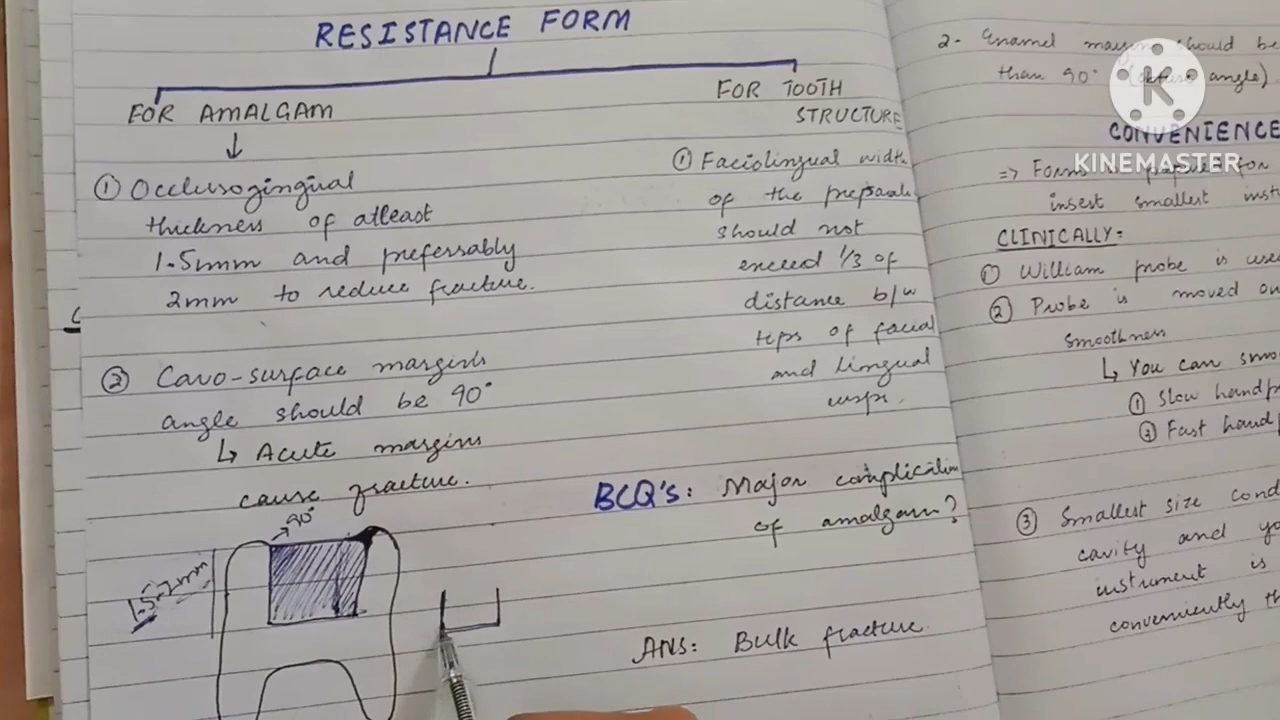 RESISTANCE FORM
FOR AMALGAM
① Occlusogingival
thickness of atleast
1.5mm and preferrably
2mm to reduce fracture.
② Cavo-surface margins
angle should be 90°
↳ Acute margins
cause fracture.
90°
1.5-2mm
FOR TOOTH
STRUCTURE
① Faciolingual width
of the
should not
exceed 1/3 of
distance b/w
tips of facial
and lingual
cusps.
BCQ's: Major complication
of amalgam?
ANS: Bulk fracture.
2- Enamel should be
than 90° angle)
K
KINEMASTER
CONVENIENCE
⇒
insert smallest
CLINICALLY:
① William probe is
② Probe is moved
Smoothness
↳ You can
① Slow
② Fast hand
③ Smallest size
cavity and
instrument is
conveniently